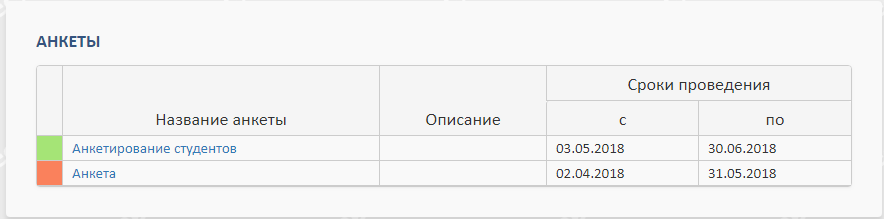 АНКЕТЫ
Сроки проведения
Название анкеты Описание с по
Анкетирование студентов 03.05.2018 30.06.2018
Анкета 02.04.2018 31.05.2018